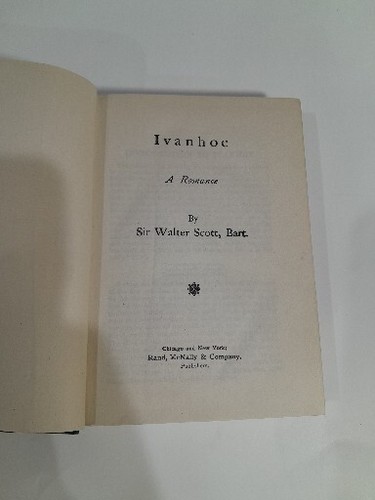 Ivanhoe
A Romance
By
Sir Walter Scott, Bart.
Chicago and New York:
Rand, McNally & Company,
Publishers.